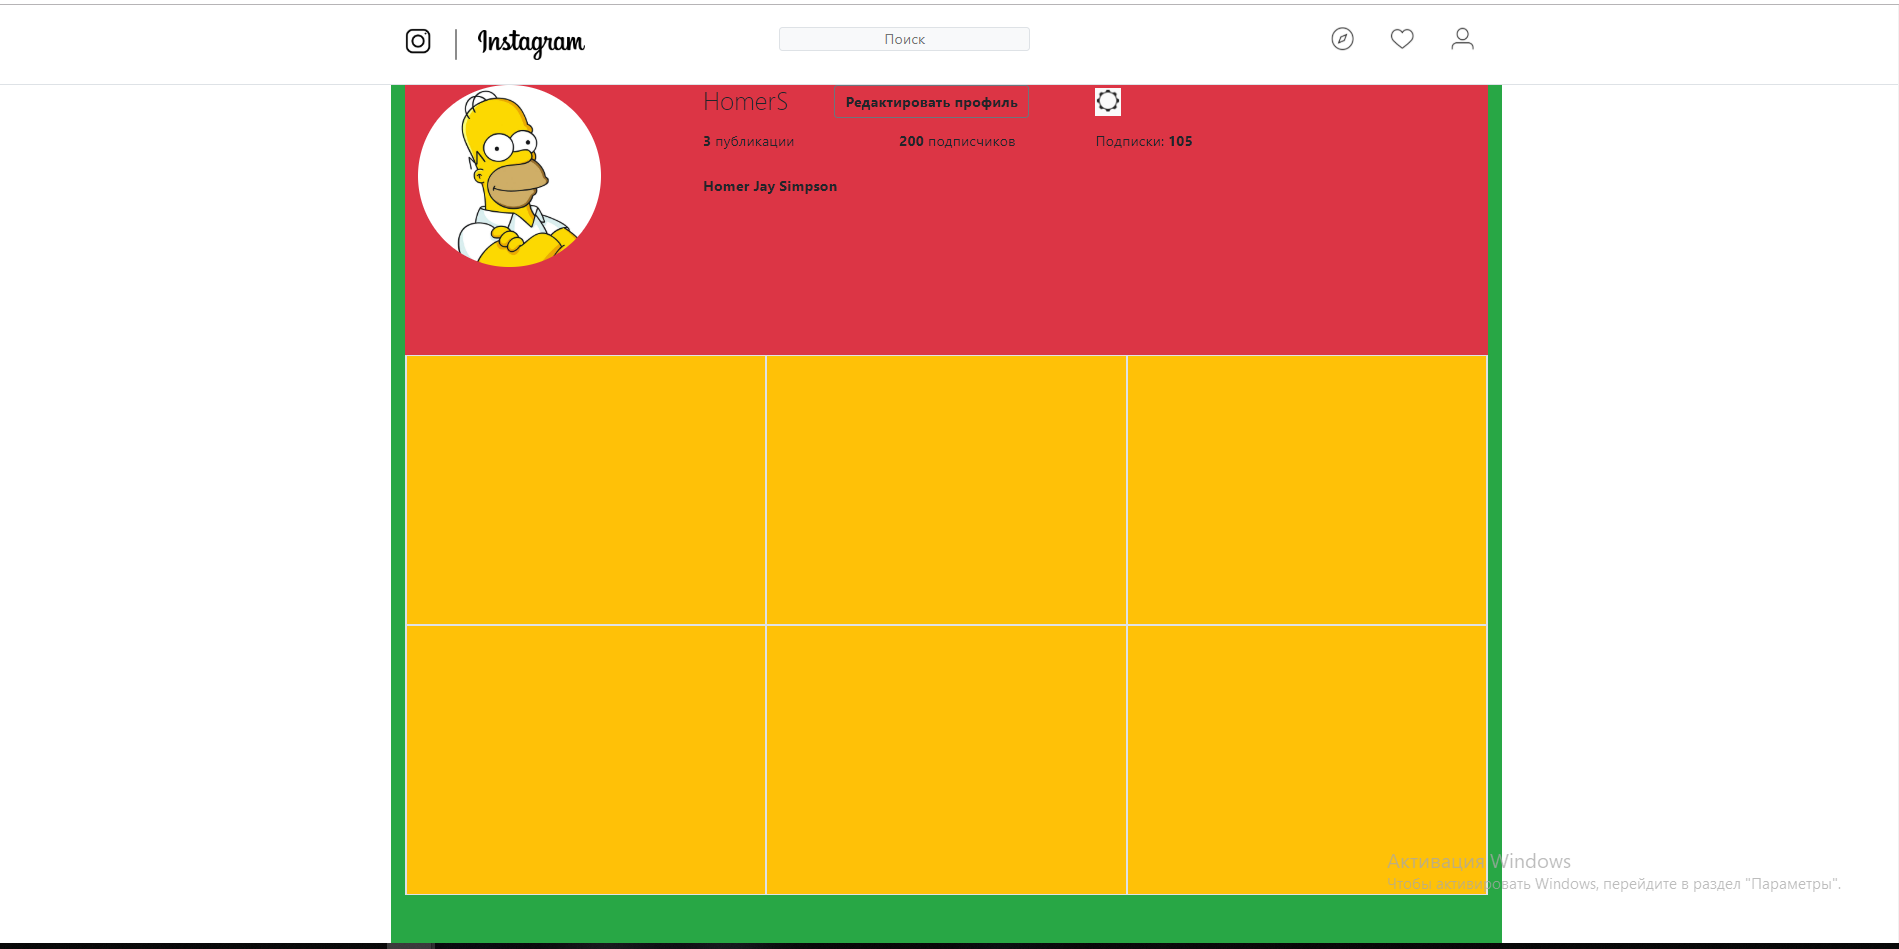 Instagram
Поиск
HomerS
Редактировать профиль
3 публикации
200 подписчиков
Подписки: 105
Homer Jay Simpson
Активация Windows
Чтобы активировать Windows, перейдите в раздел "Параметры".